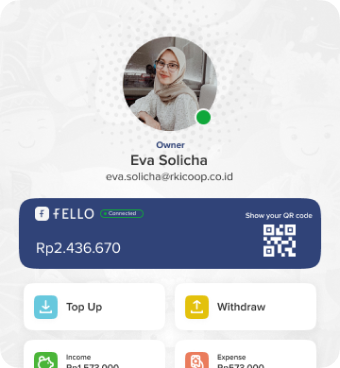 Owner
Eva Solicha
eva.solicha@rkicoop.co.id
FELLO
Connected
Show your QR code
Rp2.436.670
Top Up
Withdraw
Income
Expense
Rp1.573.000
Rp573.000